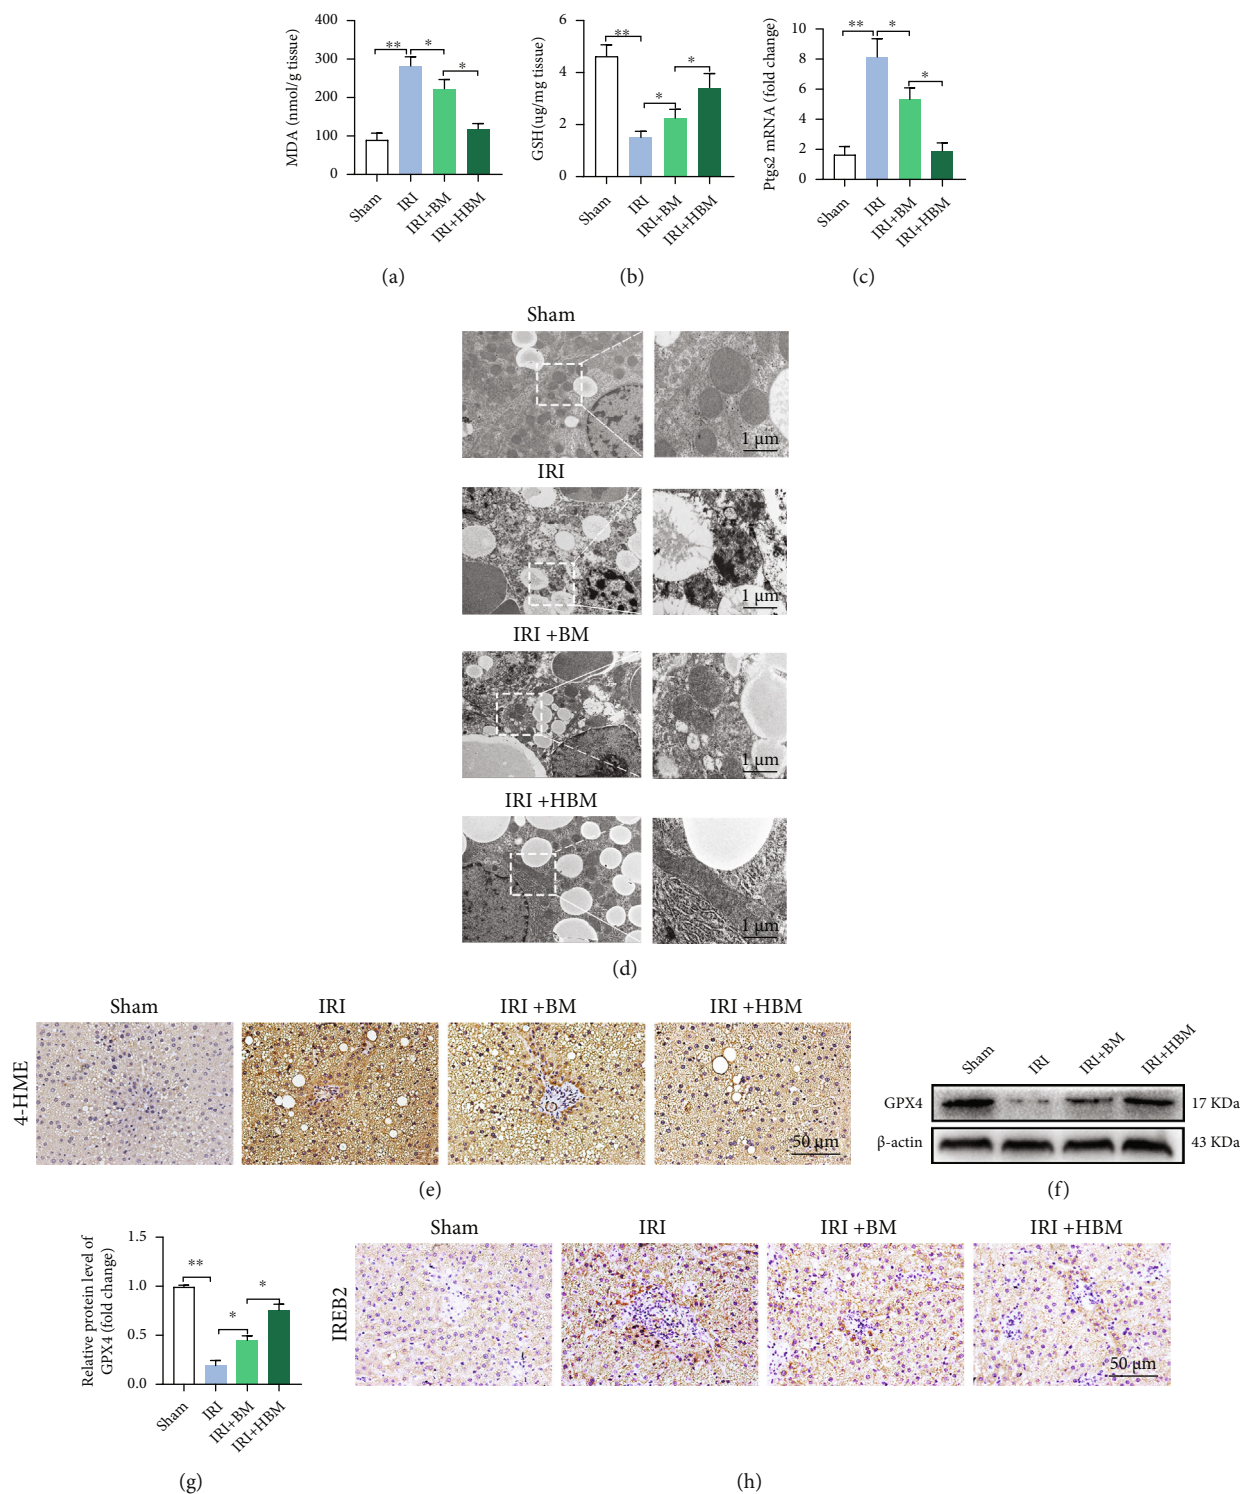 MDA (nmol/g tissue)
400
300
200
100
0
** * *
Sham IRI IRI+BM IRI+HBM
(a)
GSH(ug/mg tissue)
6
4
2
0
** * *
Sham IRI IRI+BM IRI+HBM
(b)
Ptgs2 mRNA (fold change)
10
8
6
4
2
0
** * *
Sham IRI IRI+BM IRI+HBM
(c)
Sham
1 μm
IRI
1 μm
IRI +BM
1 μm
IRI +HBM
1 μm
(d)
Sham IRI IRI +BM IRI +HBM
4-HME
50 μm
(e)
Sham IRI IRI+BM IRI+HBM
GPX4 17 KDa
β-actin 43 KDa
(f)
Relative protein level of
GPX4 (fold change)
1.5
1.0
0.5
0.0
** * *
Sham IRI IRI+BM IRI+HBM
(g)
Sham IRI IRI +BM IRI +HBM
IREB2
50 μm
(h)